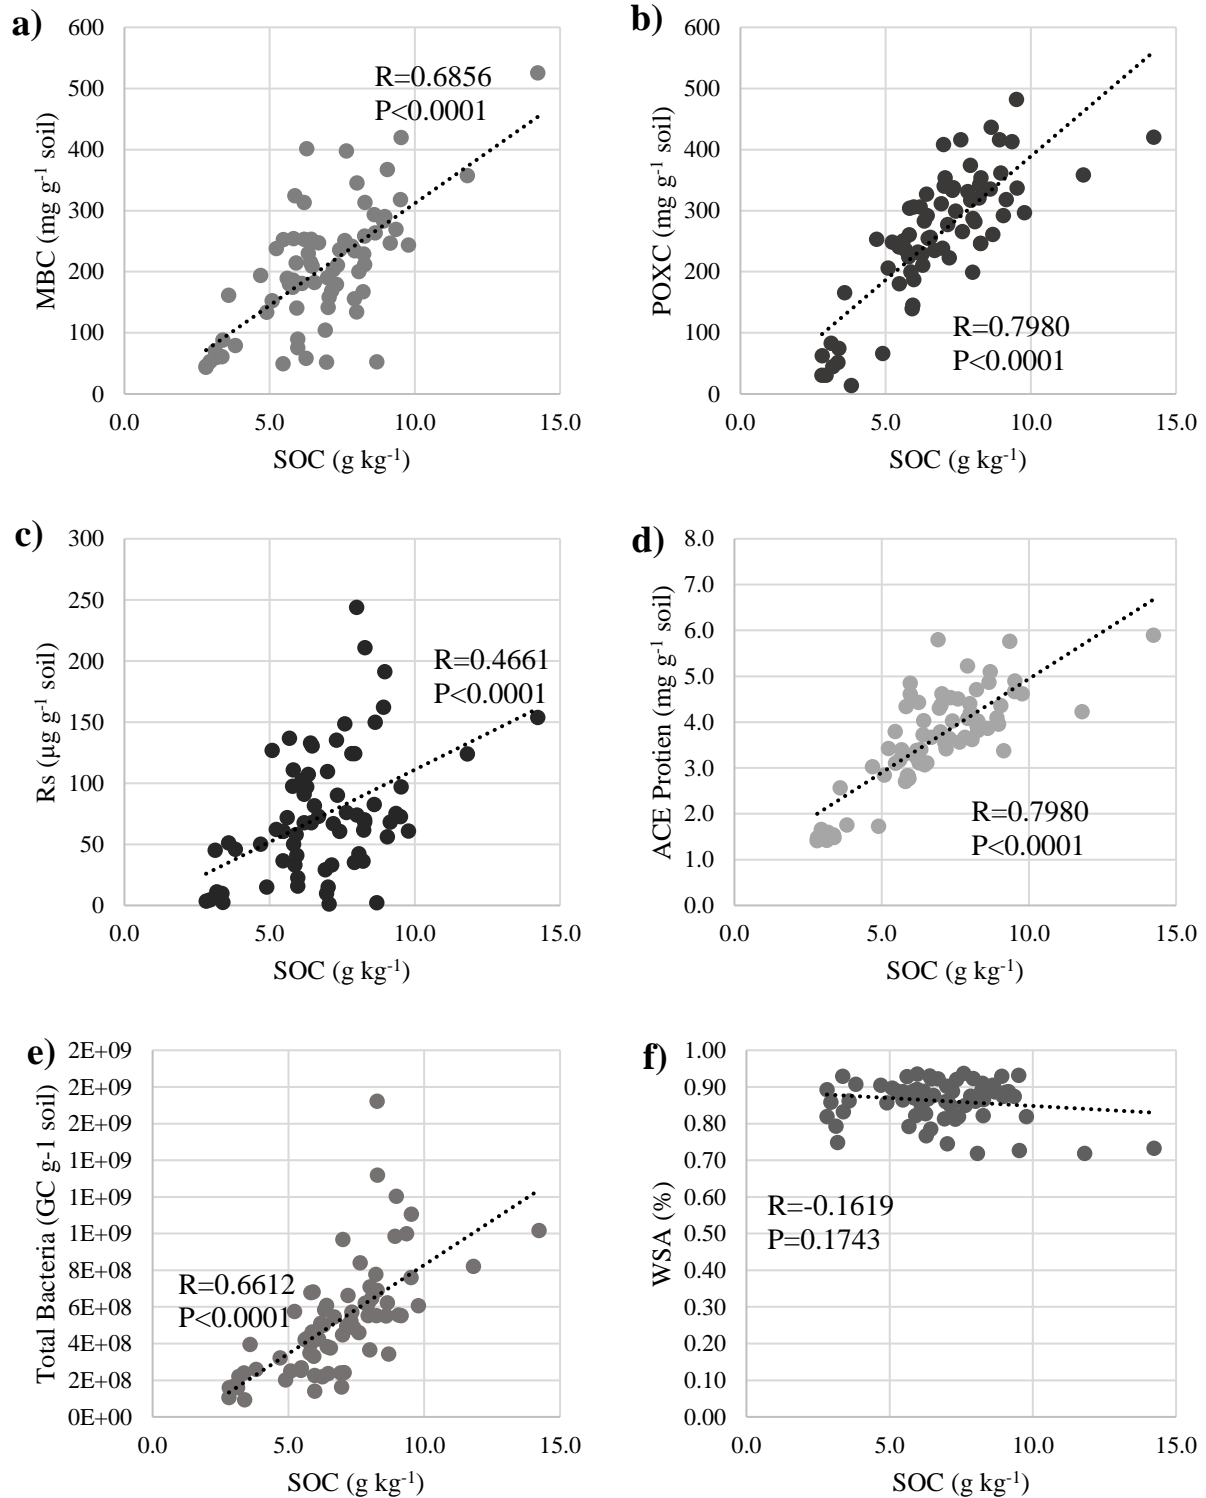 a)
600
500
400
300
200
100
0
MBC (mg g⁻¹ soil)
R=0.6856
P<0.0001
0.0 5.0 10.0 15.0
SOC (g kg⁻¹)
b)
600
500
400
300
200
100
0
POXC (mg g⁻¹ soil)
R=0.7980
P<0.0001
0.0 5.0 10.0 15.0
SOC (g kg⁻¹)
c)
300
250
200
150
100
50
0
Rs (µg g⁻¹ soil)
R=0.4661
P<0.0001
0.0 5.0 10.0 15.0
SOC (g kg⁻¹)
d)
8.0
7.0
6.0
5.0
4.0
3.0
2.0
1.0
0.0
ACE Protien (mg g⁻¹ soil)
R=0.7980
P<0.0001
0.0 5.0 10.0 15.0
SOC (g kg⁻¹)
e)
2E+09
2E+09
2E+09
1E+09
1E+09
1E+09
8E+08
6E+08
4E+08
2E+08
0E+00
Total Bacteria (GC g-1 soil)
R=0.6612
P<0.0001
0.0 5.0 10.0 15.0
SOC (g kg⁻¹)
f)
1.00
0.90
0.80
0.70
0.60
0.50
0.40
0.30
0.20
0.10
0.00
WSA (%)
R=-0.1619
P=0.1743
0.0 5.0 10.0 15.0
SOC (g kg⁻¹)